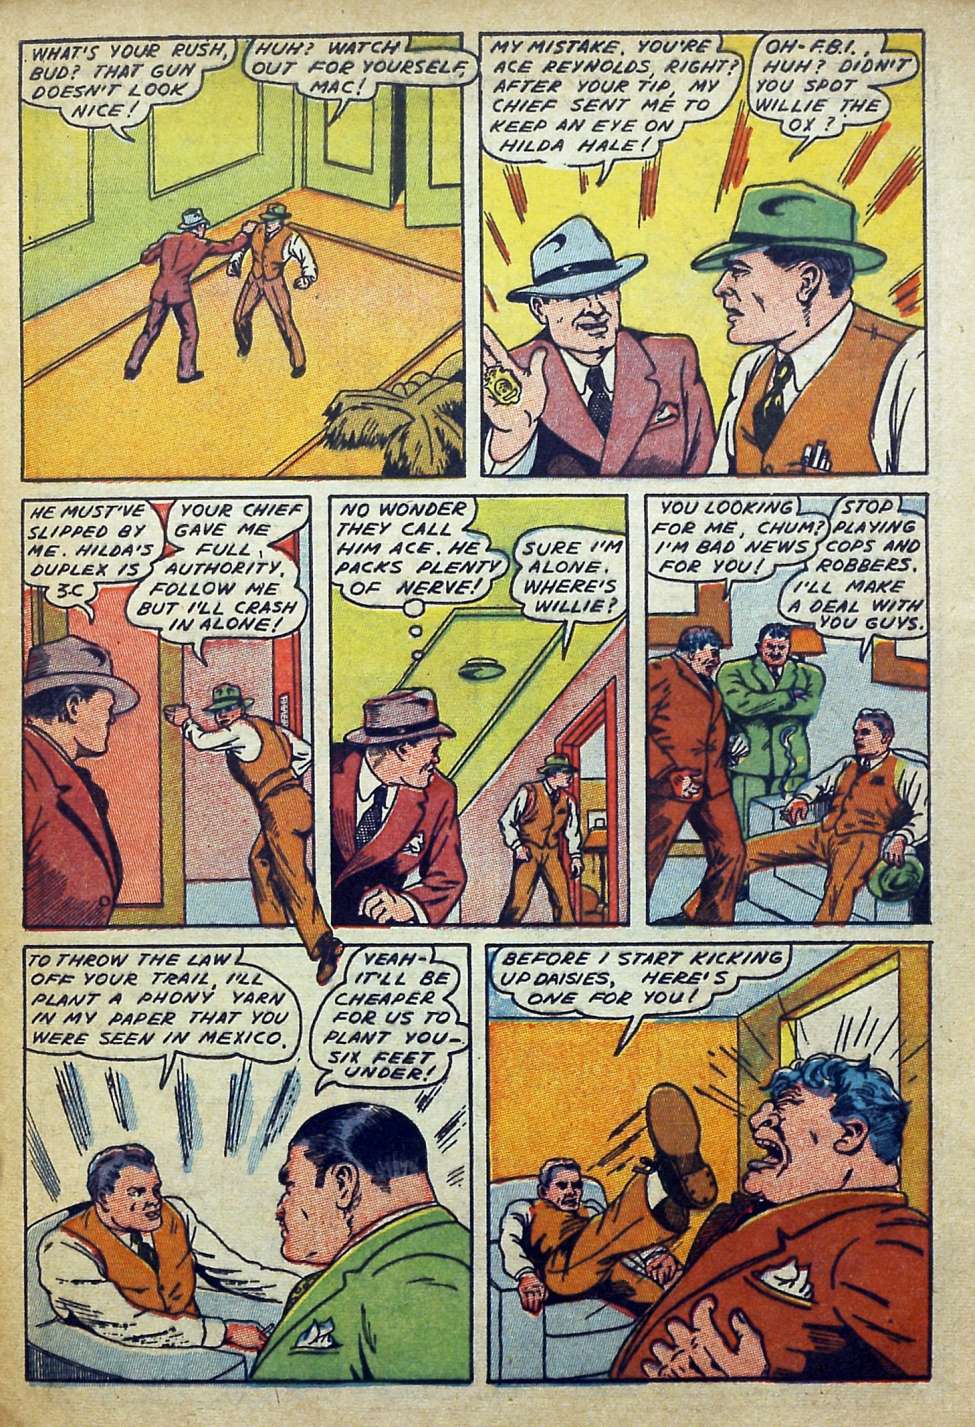 WHAT'S YOUR RUSH,
BUD? THAT GUN
DOESN'T LOOK
NICE!
HUH? WATCH
OUT FOR YOURSELF,
MAC!
MY MISTAKE. YOU'RE
ACE REYNOLDS, RIGHT?
AFTER YOUR TIP, MY
CHIEF SENT ME TO
KEEP AN EYE ON
HILDA HALE!
OH-F.B.I.,
HUH? DIDN'T
YOU SPOT
WILLIE THE
OX?
HE MUST'VE
SLIPPED BY
ME. HILDA'S
DUPLEX IS
3-C
YOUR CHIEF
GAVE ME
FULL
AUTHORITY.
FOLLOW ME
BUT I'LL CRASH
IN ALONE!
NO WONDER
THEY CALL
HIM ACE. HE
PACKS PLENTY
OF NERVE!
SURE I'M
ALONE.
WHERE'S
WILLIE?
YOU LOOKING
FOR ME, CHUM?
I'M BAD NEWS
FOR YOU!
STOP
PLAYING
COPS AND
ROBBERS.
I'LL MAKE
A DEAL WITH
YOU GUYS.
TO THROW THE LAW
OFF YOUR TRAIL, I'LL
PLANT A PHONY YARN
IN MY PAPER THAT YOU
WERE SEEN IN MEXICO.
YEAH-
IT'LL BE
CHEAPER
FOR US TO
PLANT YOU-
SIX FEET
UNDER!
BEFORE I START KICKING
UP DAISIES, HERE'S
ONE FOR YOU!